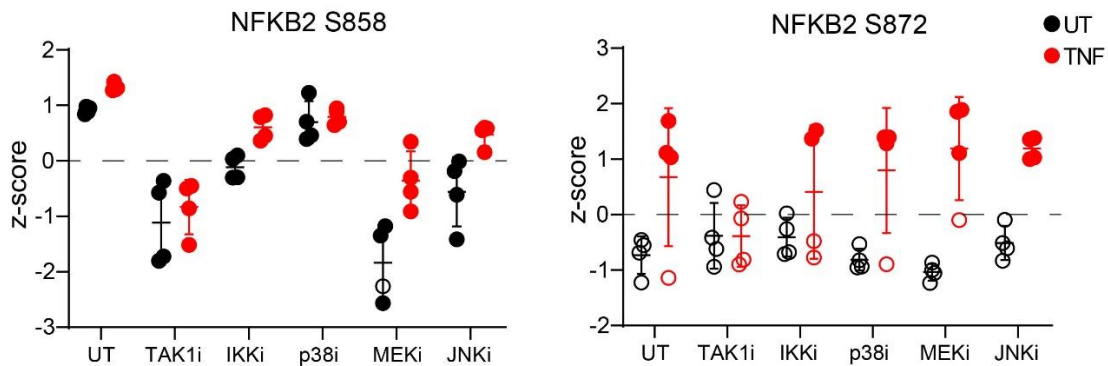 NFKB2 S858
z-score
2
1
0
-1
-2
-3
UT TAK1i IKKi p38i MEKi JNKi
NFKB2 S872
z-score
3
2
1
0
-1
-2
UT TAK1i IKKi p38i MEKi JNKi
UT
TNF